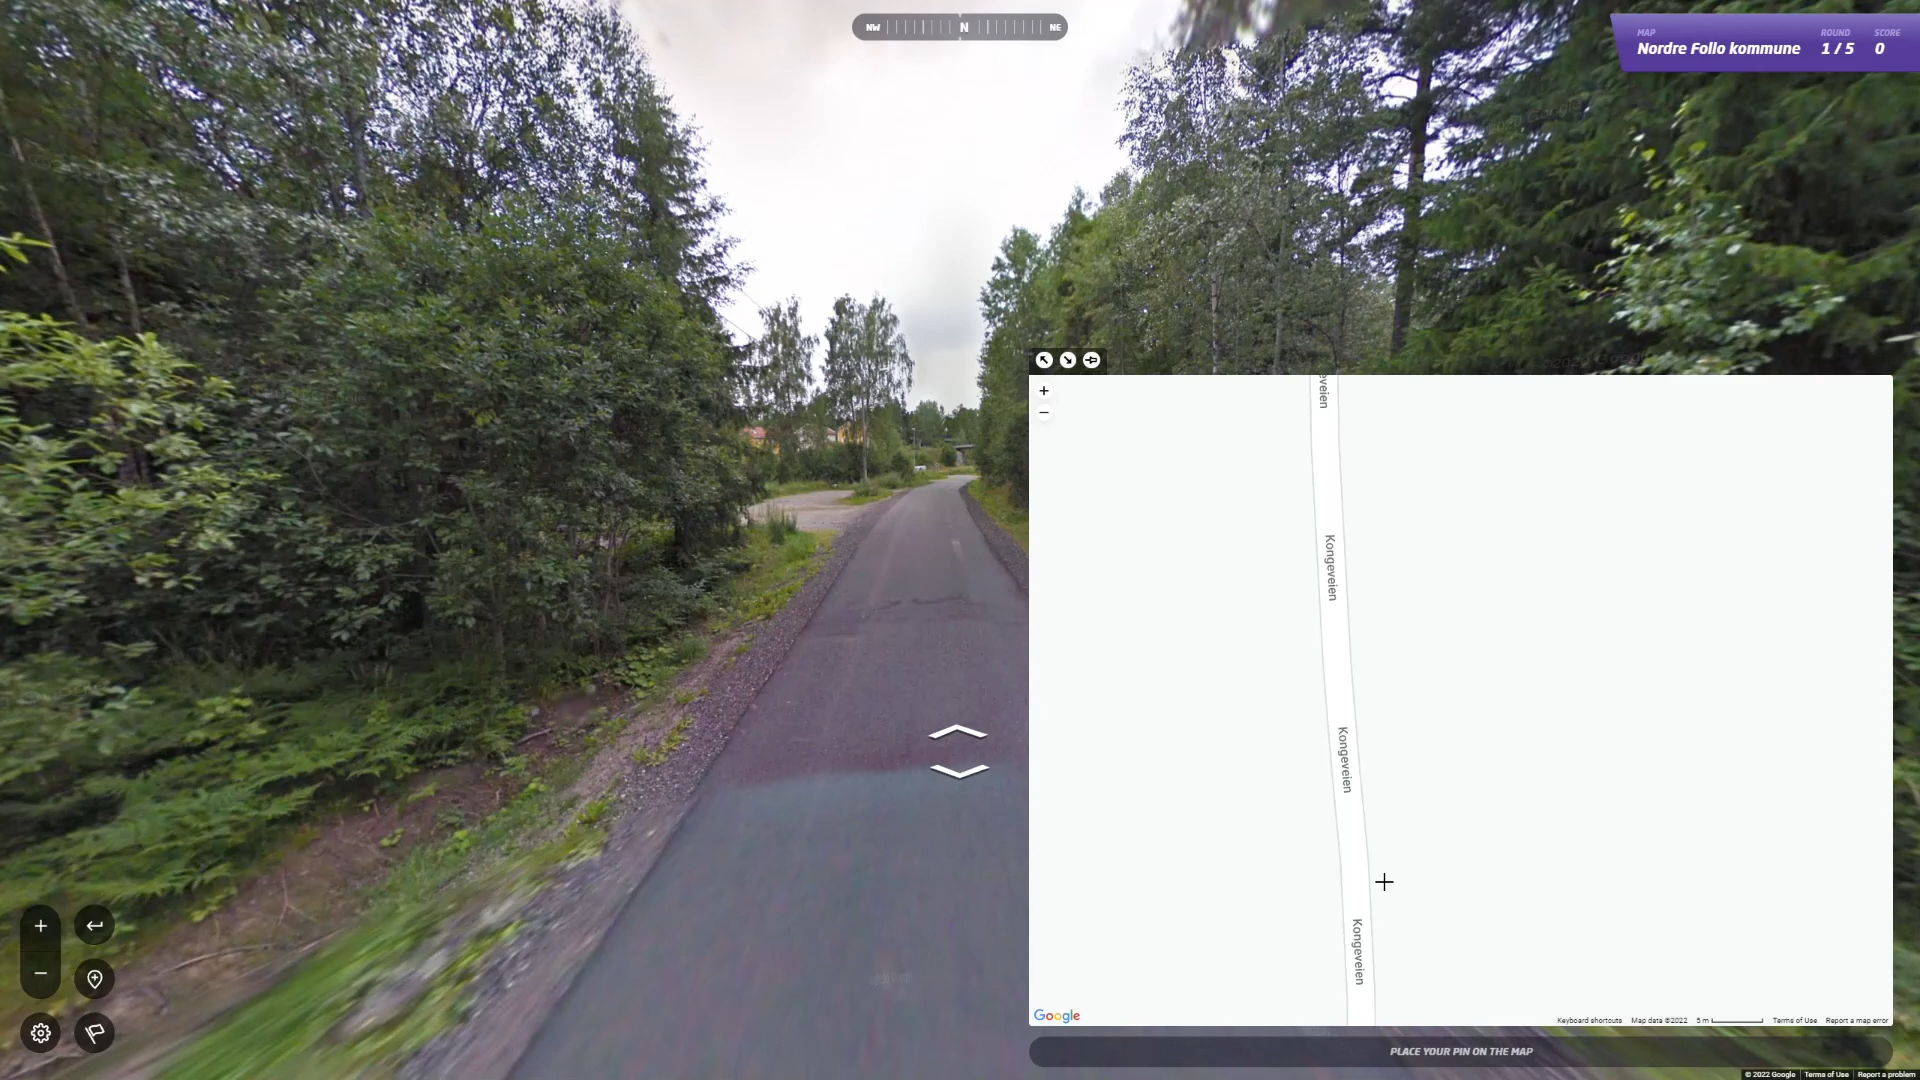 NW N NE
MAP ROUND SCORE
Nordre Follo kommune 1 / 5 0
eveien
Kongeveien
Kongeveien
Kongeveien
Google
Keyboard shortcuts Map data ©2022 5 m Terms of Use Report a map error
PLACE YOUR PIN ON THE MAP
© 2022 Google Terms of Use Report a problem